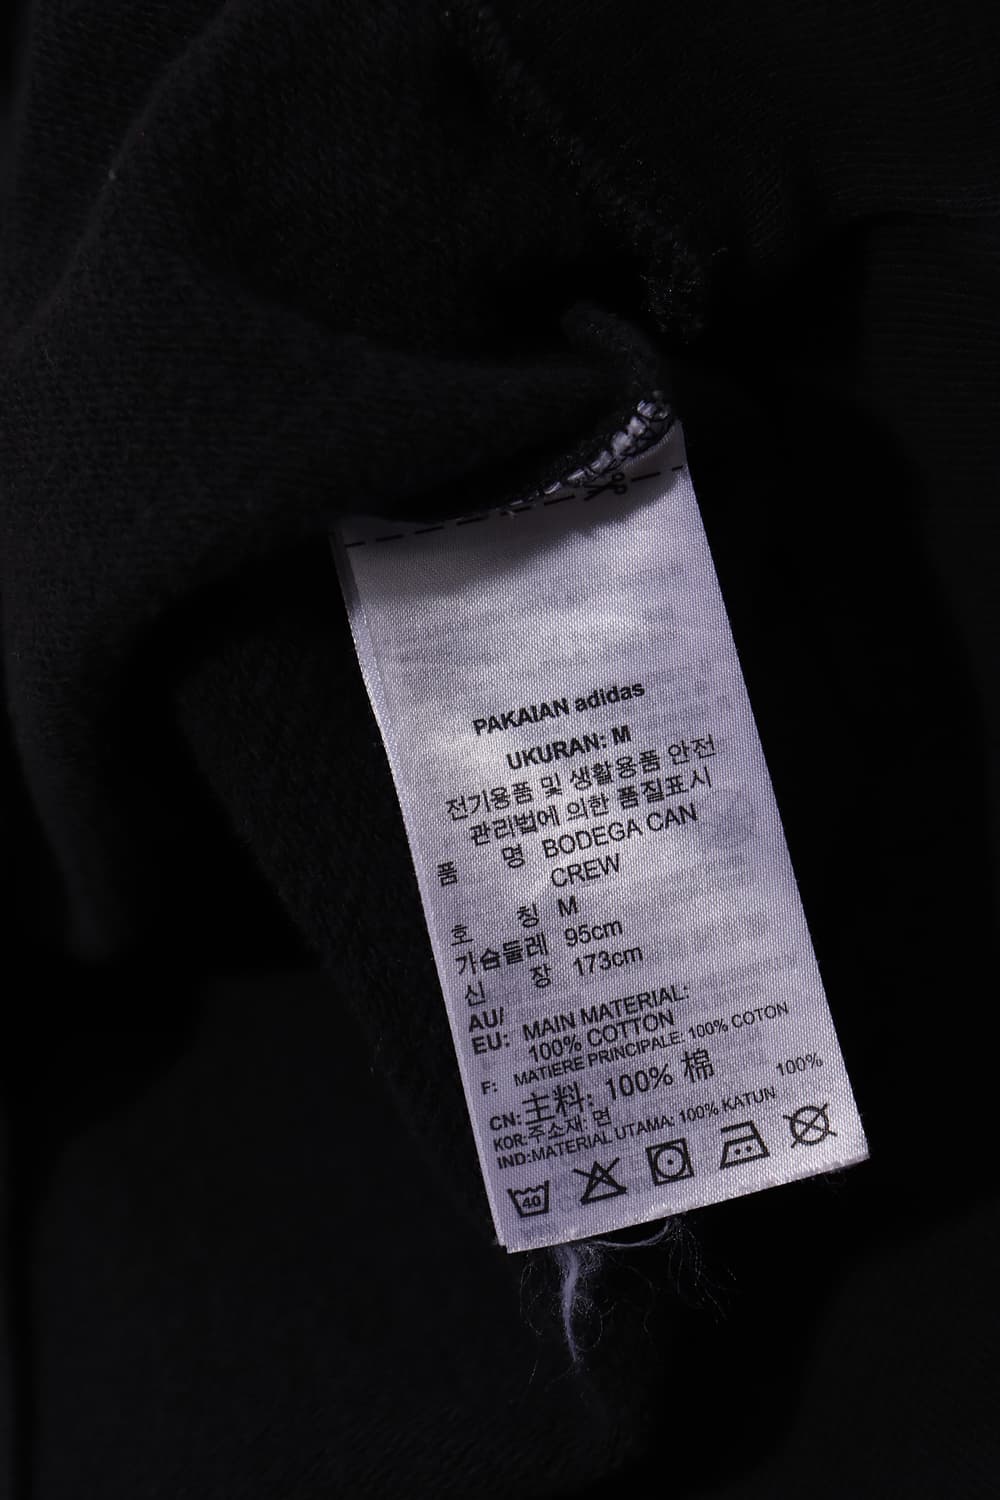 PAKAIAN adidas
UKURAN: M
전기용품 및 생활용품 안전
관리법에 의한 품질표시
품 명 BODEGA CAN
CREW
호 칭 M
가슴둘레 95cm
신 장 173cm
AU/
EU: MAIN MATERIAL:
100% COTTON
F: MATIERE PRINCIPALE: 100% COTON
CN: 主料: 100% 棉
KOR:주소재: 면 100%
IND:MATERIAL UTAMA: 100% KATUN
40